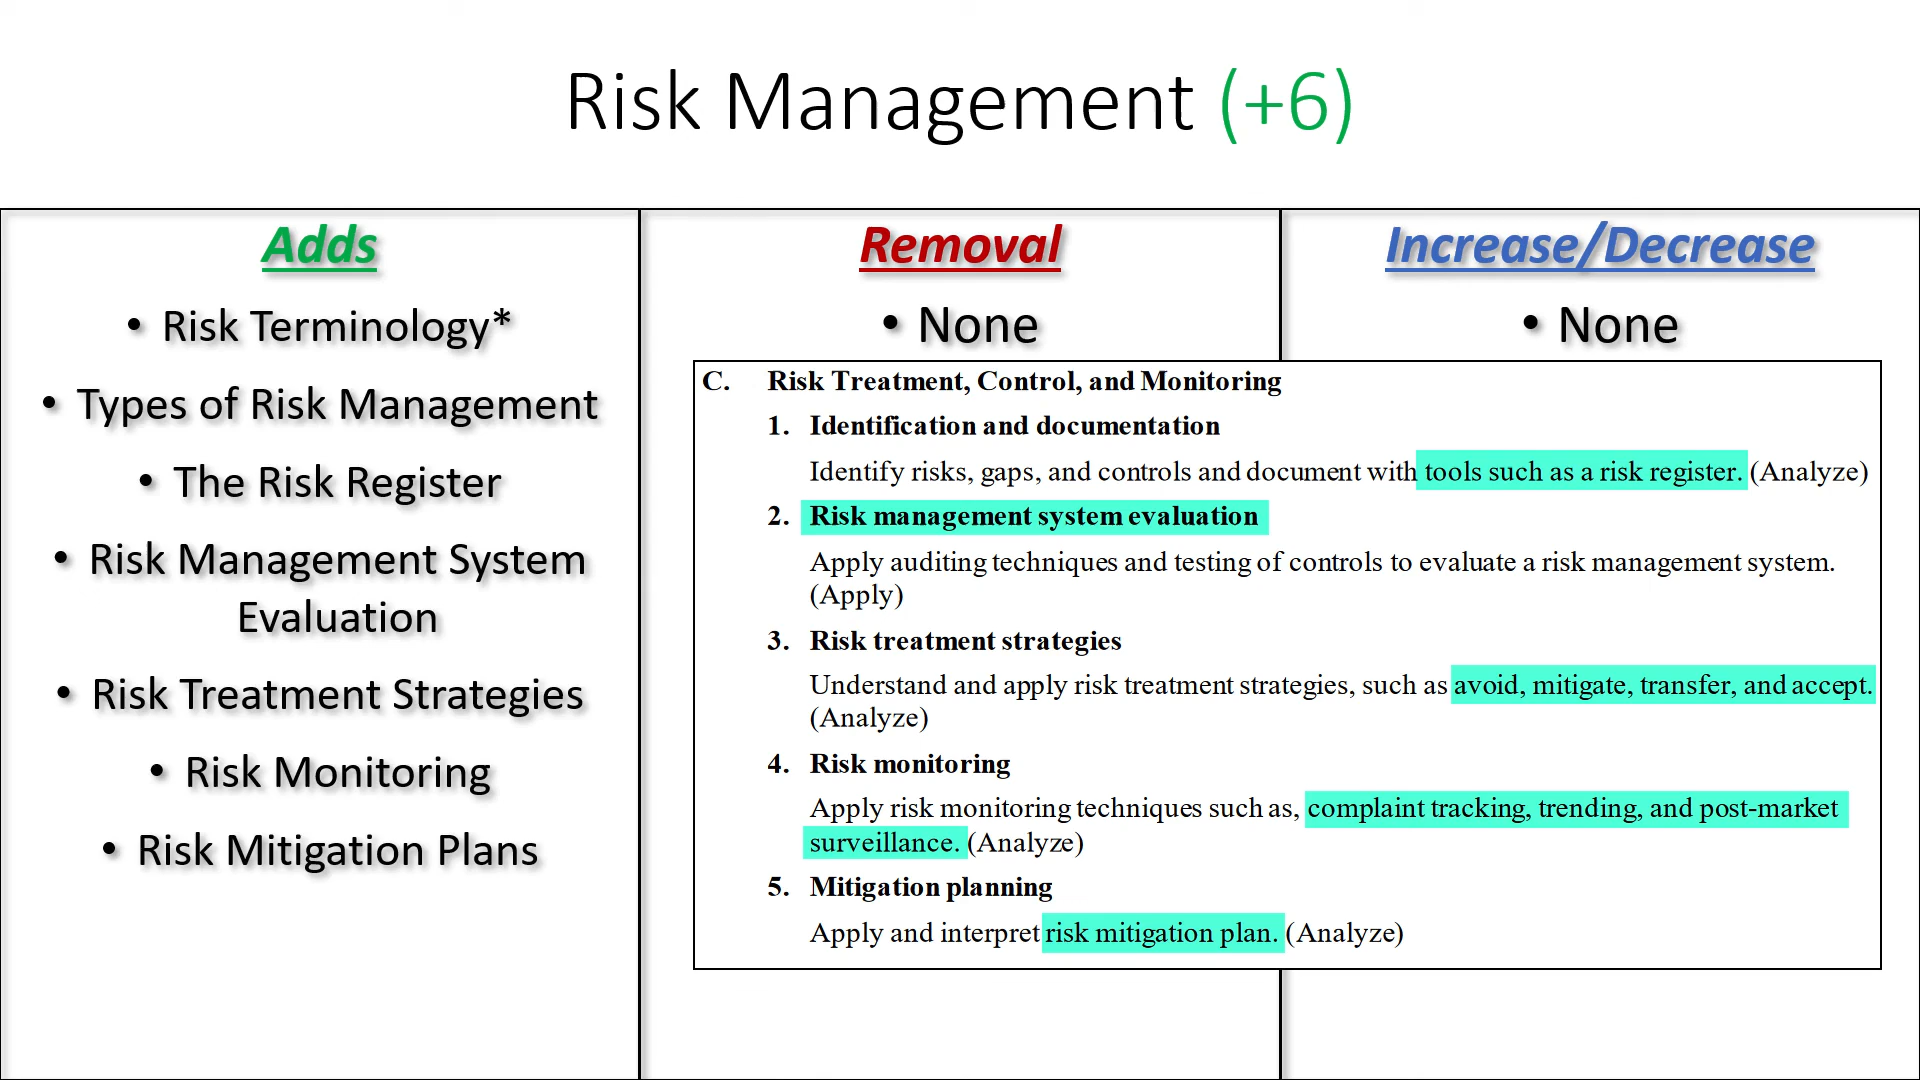 Risk Management (+6)
Adds
• Risk Terminology*
• Types of Risk Management
• The Risk Register
• Risk Management System
Evaluation
• Risk Treatment Strategies
• Risk Monitoring
• Risk Mitigation Plans
Removal
• None
Increase/Decrease
• None
C. Risk Treatment, Control, and Monitoring
1. Identification and documentation
Identify risks, gaps, and controls and document with tools such as a risk register. (Analyze)
2. Risk management system evaluation
Apply auditing techniques and testing of controls to evaluate a risk management system.
(Apply)
3. Risk treatment strategies
Understand and apply risk treatment strategies, such as avoid, mitigate, transfer, and accept.
(Analyze)
4. Risk monitoring
Apply risk monitoring techniques such as, complaint tracking, trending, and post-market
surveillance. (Analyze)
5. Mitigation planning
Apply and interpret risk mitigation plan. (Analyze)